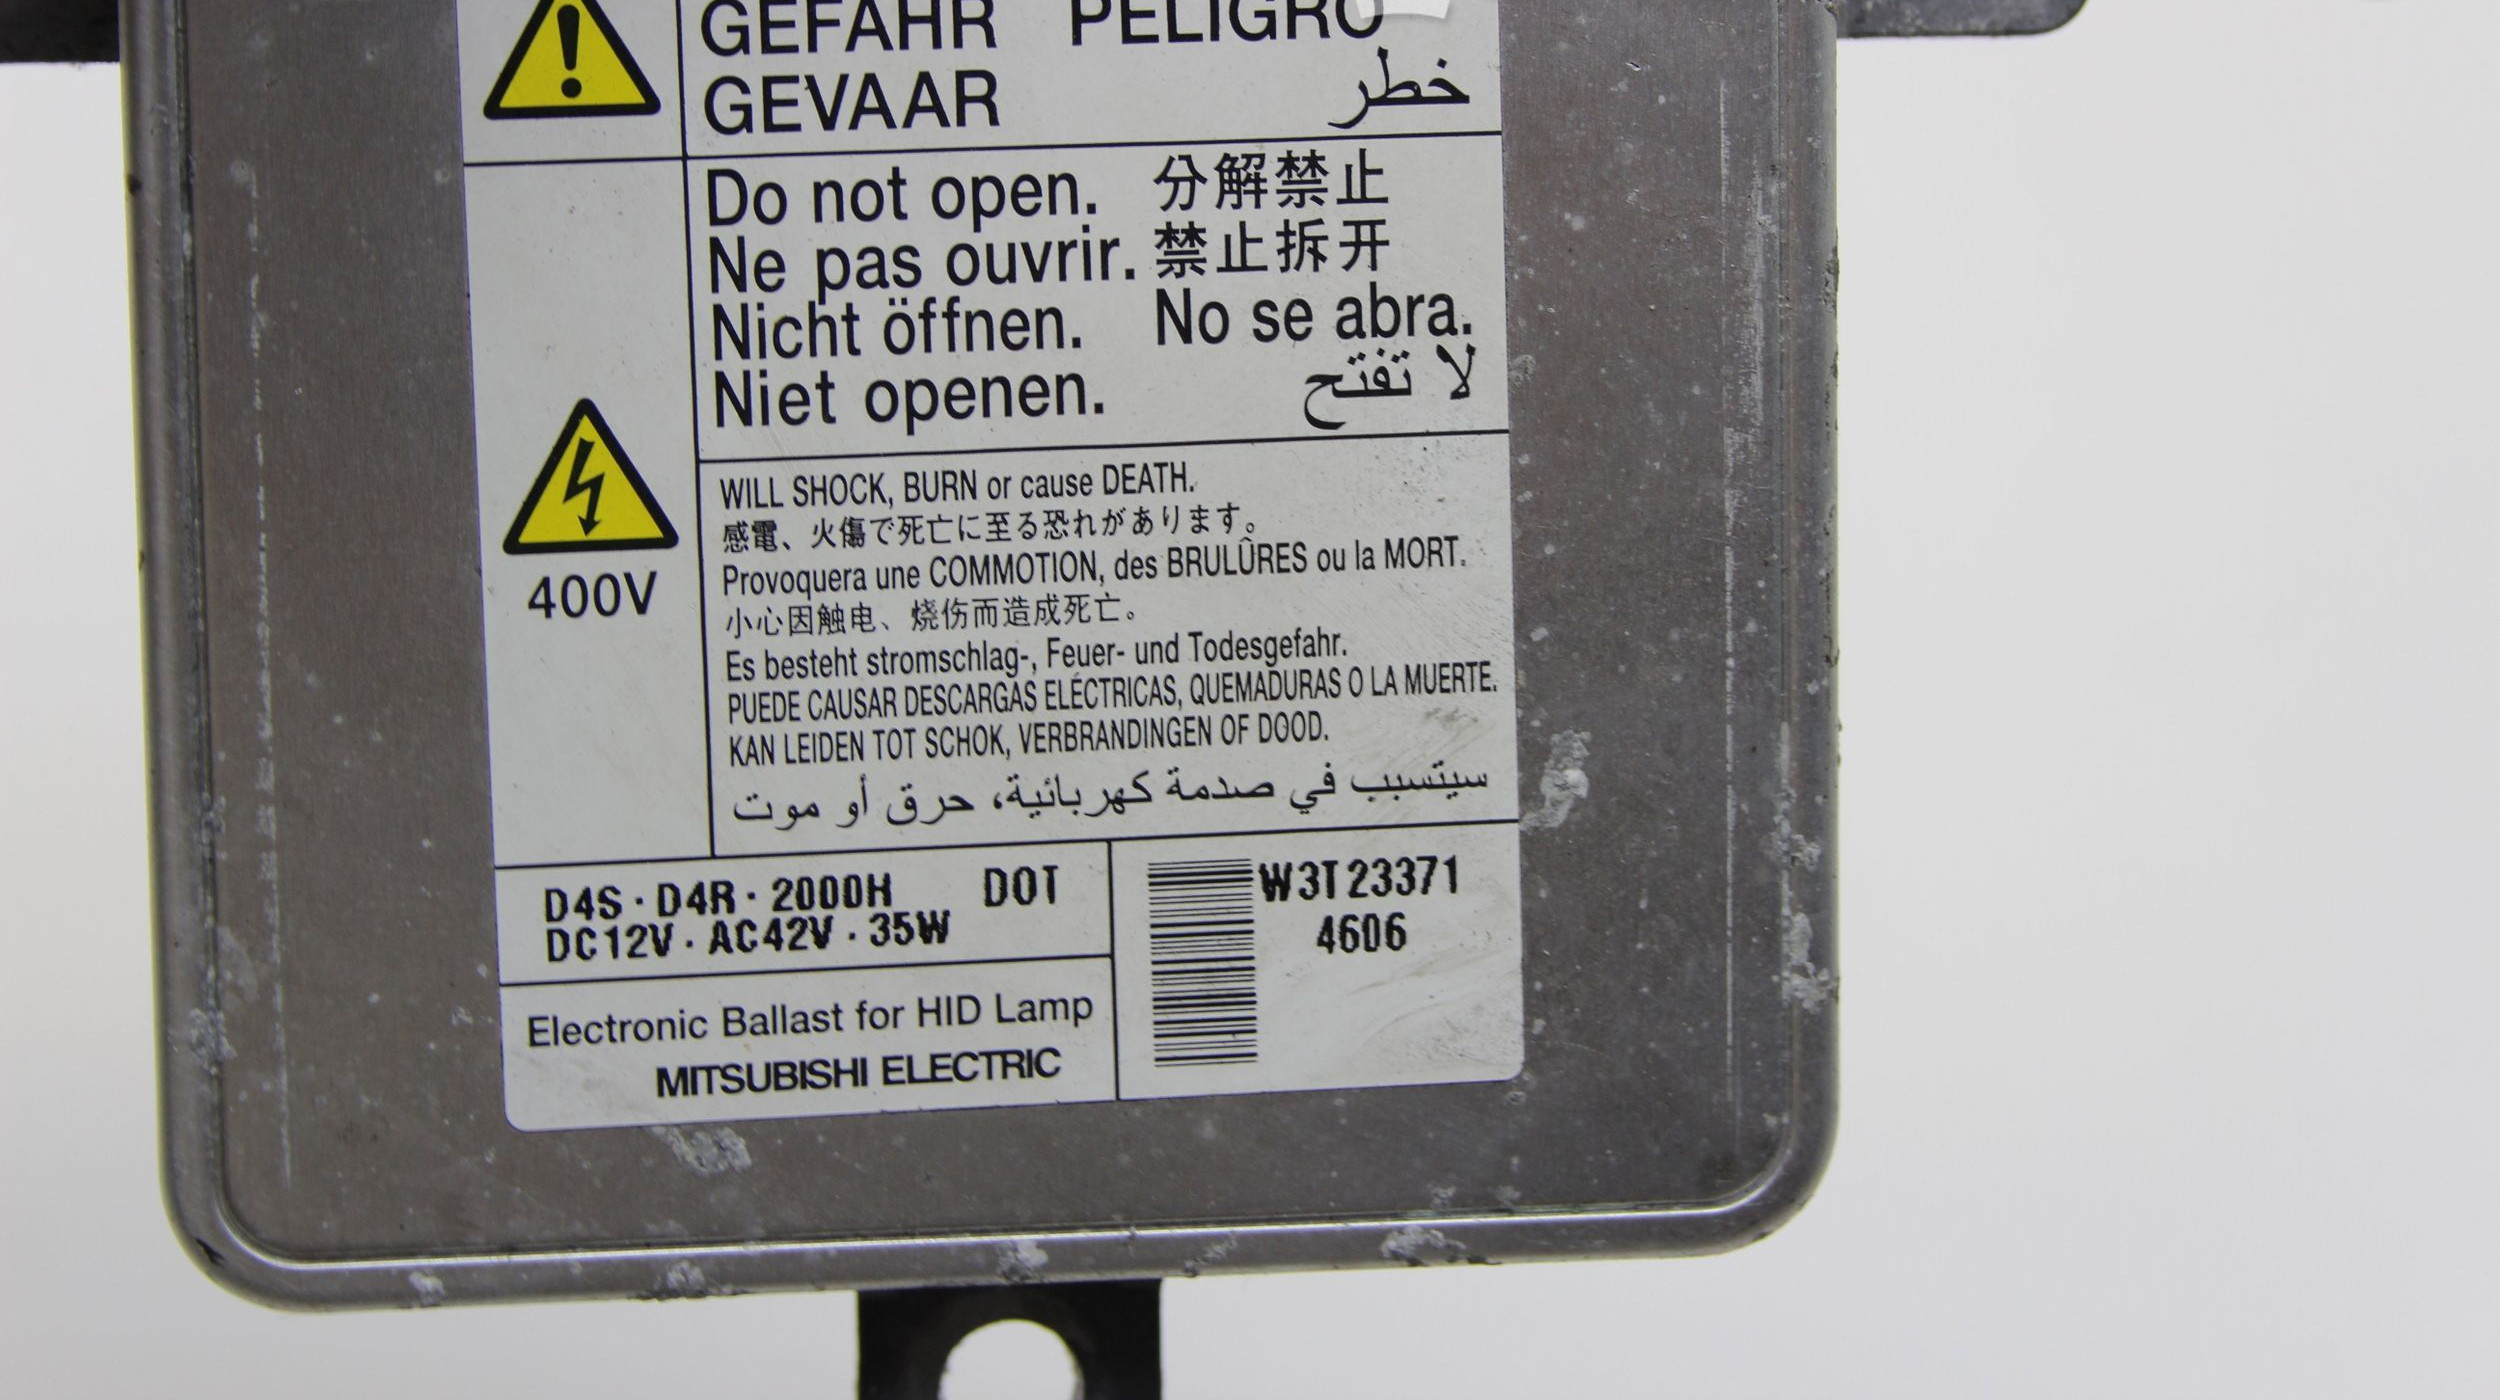 GEFAHR PELIGRO
GEVAAR خطر
Do not open. 分解禁止
Ne pas ouvrir. 禁止拆开
Nicht öffnen. No se abra.
Niet openen. لا تفتح
WILL SHOCK, BURN or cause DEATH.
感電、火傷で死亡に至る恐れがあります。
Provoquera une COMMOTION, des BRULÛRES ou la MORT.
小心因触电、烧伤而造成死亡。
Es besteht stromschlag-, Feuer- und Todesgefahr.
PUEDE CAUSAR DESCARGAS ELÉCTRICAS, QUEMADURAS O LA MUERTE.
KAN LEIDEN TOT SCHOK, VERBRANDINGEN OF DOOD.
سيتسبب في صدمة كهربائية، حرق أو موت
400V
D4S · D4R · 2000H DOT
DC12V · AC42V · 35W
Electronic Ballast for HID Lamp
MITSUBISHI ELECTRIC
W3T23371
4606